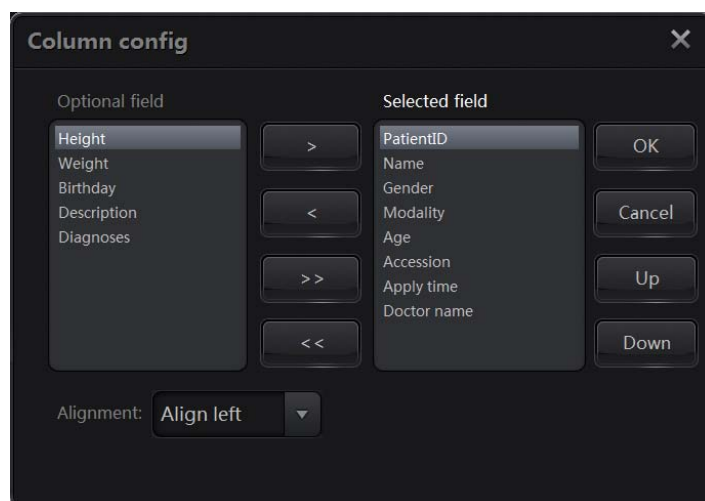 Column config
Optional field
Selected field
Height
Weight
Birthday
Description
Diagnoses
>
<
>>
<<
PatientID
Name
Gender
Modality
Age
Accession
Apply time
Doctor name
OK
Cancel
Up
Down
Alignment: Align left